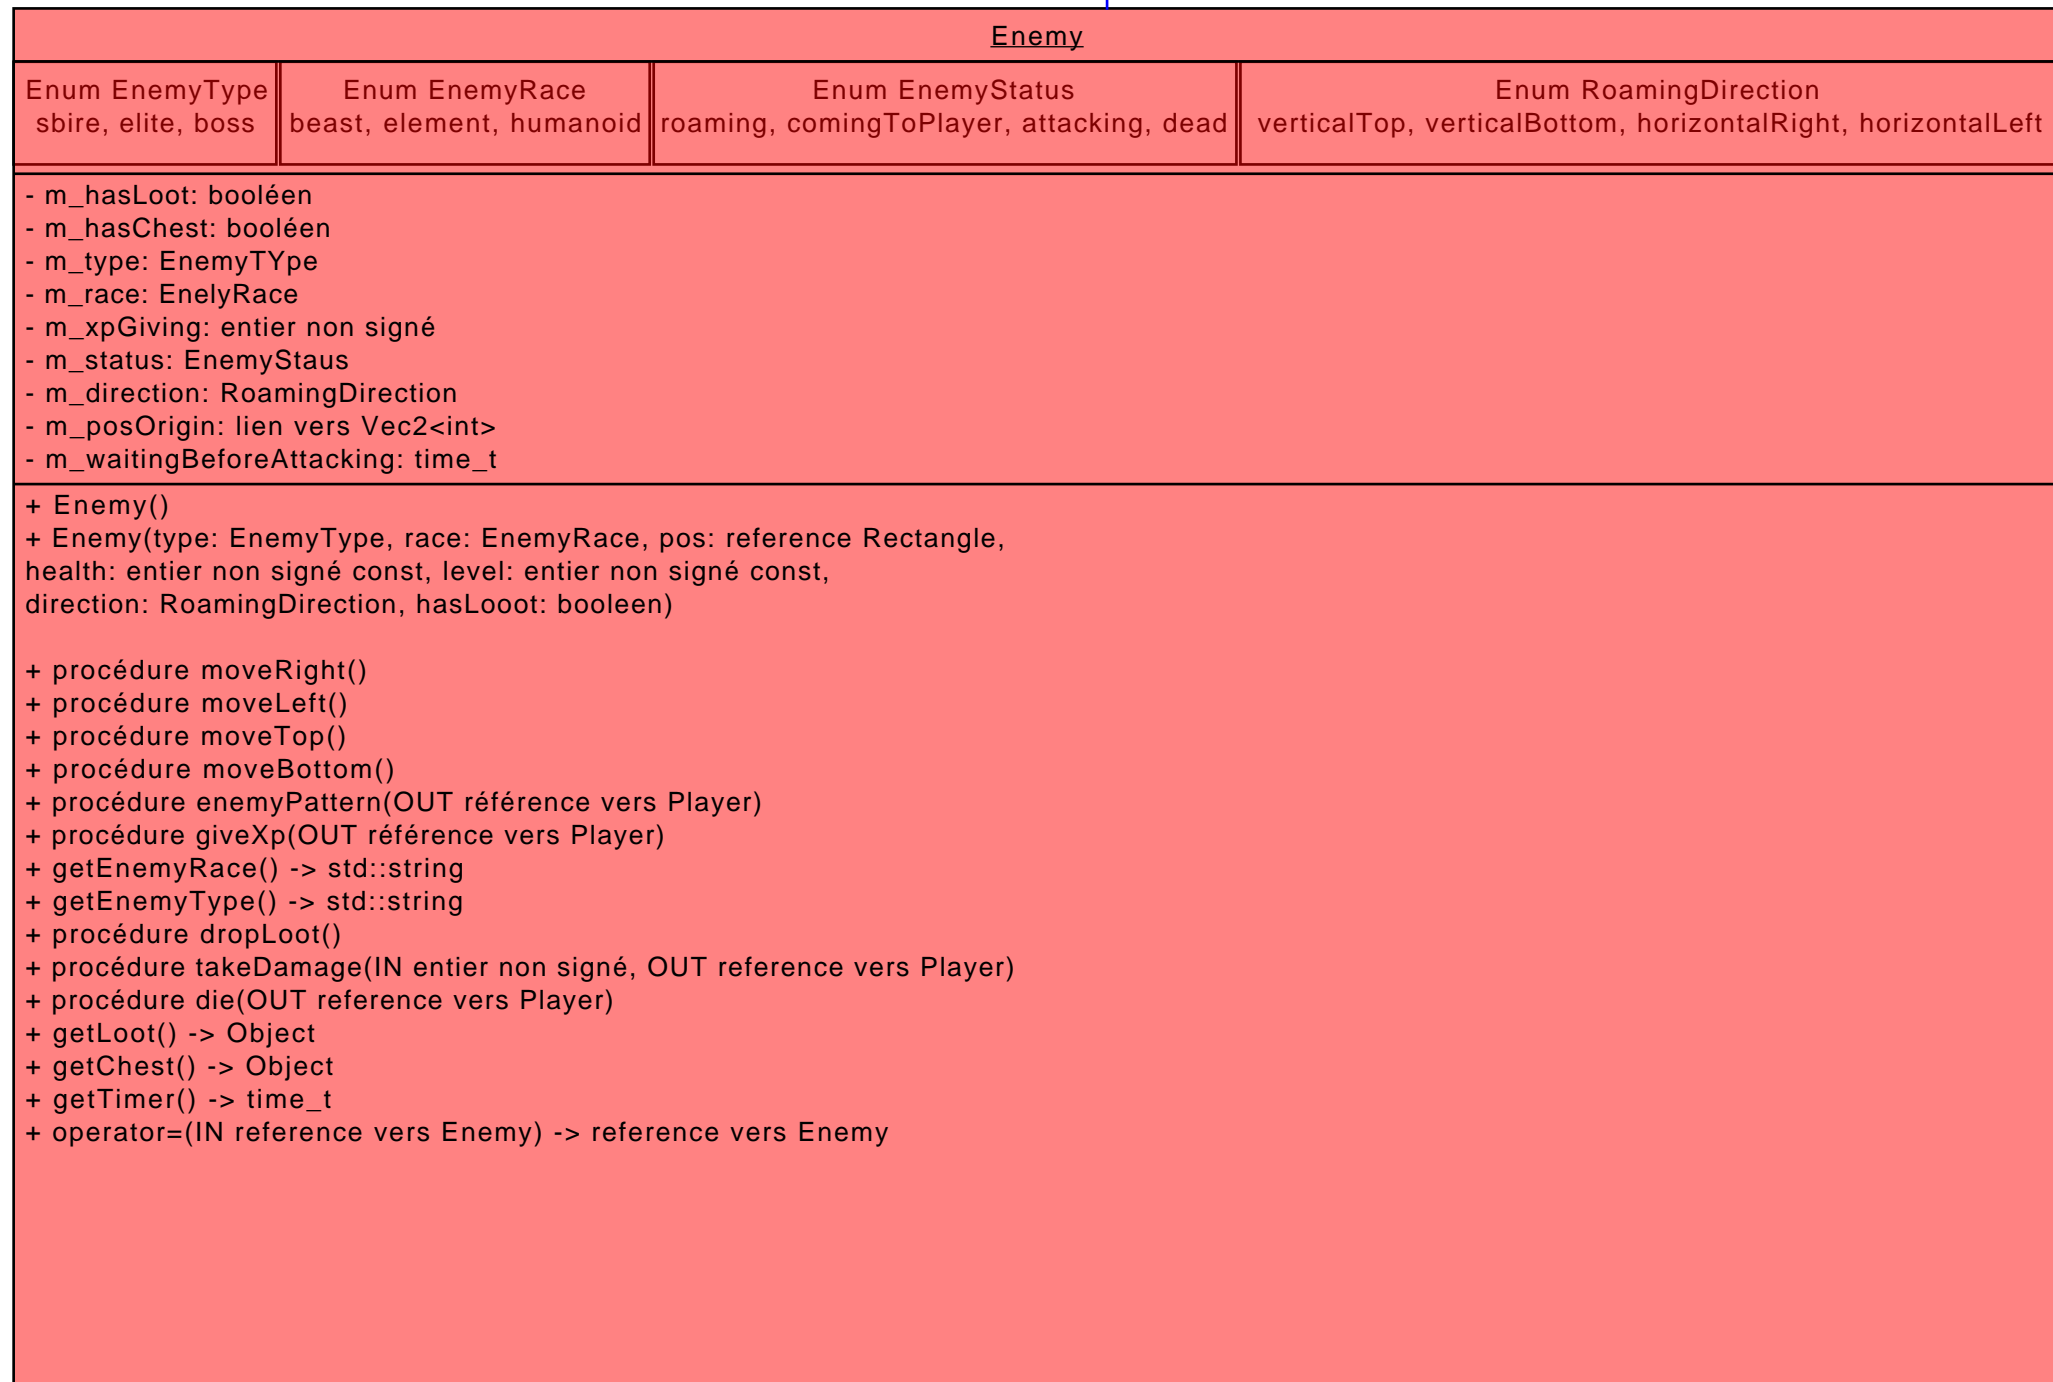 Enemy
Enum EnemyType
sbire, elite, boss
Enum EnemyRace
beast, element, humanoid
Enum EnemyStatus
roaming, comingToPlayer, attacking, dead
Enum RoamingDirection
verticalTop, verticalBottom, horizontalRight, horizontalLeft
- m_hasLoot: booléen
- m_hasChest: booléen
- m_type: EnemyTYpe
- m_race: EnelyRace
- m_xpGiving: entier non signé
- m_status: EnemyStaus
- m_direction: RoamingDirection
- m_posOrigin: lien vers Vec2<int>
- m_waitingBeforeAttacking: time_t
+ Enemy()
+ Enemy(type: EnemyType, race: EnemyRace, pos: reference Rectangle,
health: entier non signé const, level: entier non signé const,
direction: RoamingDirection, hasLooot: booleen)
+ procédure moveRight()
+ procédure moveLeft()
+ procédure moveTop()
+ procédure moveBottom()
+ procédure enemyPattern(OUT référence vers Player)
+ procédure giveXp(OUT référence vers Player)
+ getEnemyRace() -> std::string
+ getEnemyType() -> std::string
+ procédure dropLoot()
+ procédure takeDamage(IN entier non signé, OUT reference vers Player)
+ procédure die(OUT reference vers Player)
+ getLoot() -> Object
+ getChest() -> Object
+ getTimer() -> time_t
+ operator=(IN reference vers Enemy) -> reference vers Enemy